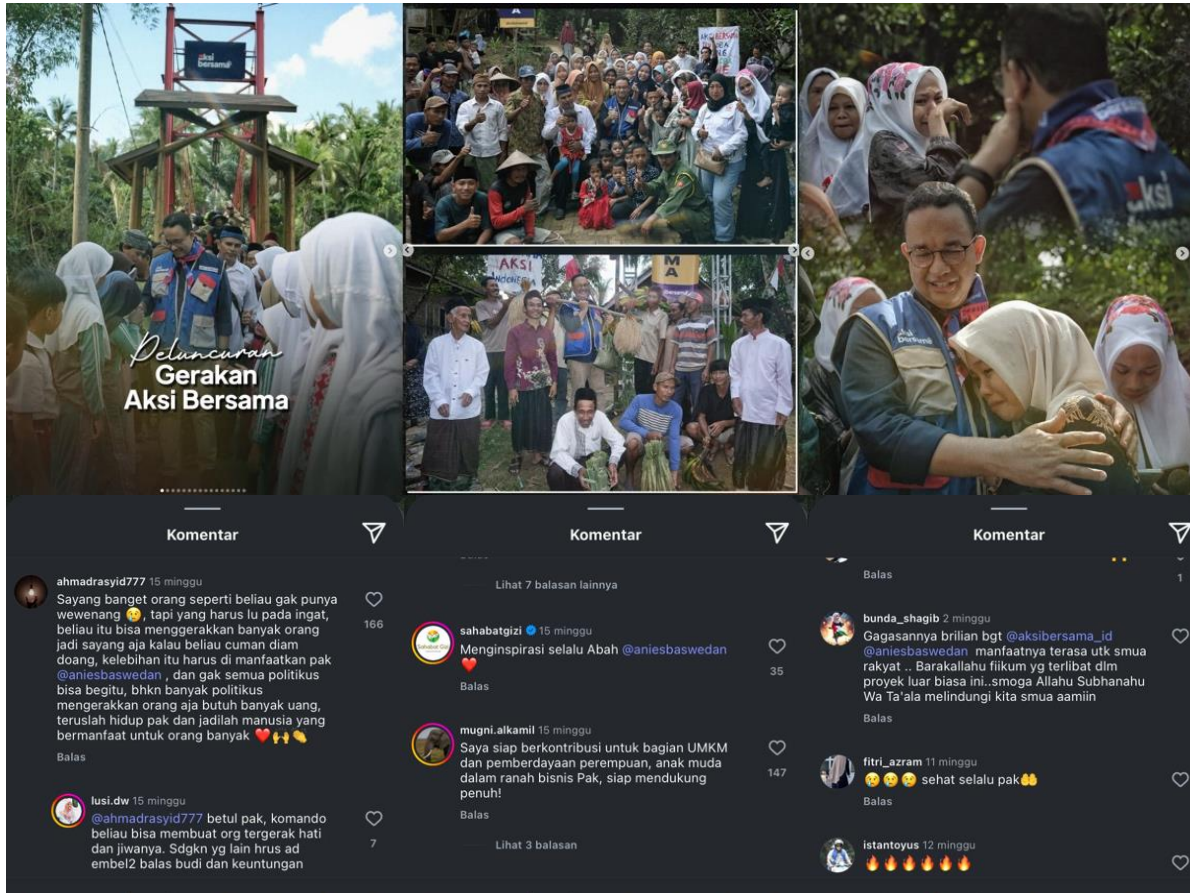 aksi
bersama
Peluncuran
Gerakan
Aksi Bersama
AKSI BERSAMA
AKSI
INDONESIA
M A
aksi
aksi
bersama
Komentar
ahmadrasyid777 15 minggu
Sayang banget orang seperti beliau gak punya
wewenang 😢, tapi yang harus lu pada ingat,
beliau itu bisa menggerakkan banyak orang
jadi sayang aja kalau beliau cuman diam
doang, kelebihan itu harus di manfaatkan pak
@aniesbaswedan , dan gak semua politikus
bisa begitu, bhkn banyak politikus
mengerakkan orang aja butuh banyak uang,
teruslah hidup pak dan jadilah manusia yang
bermanfaat untuk orang banyak ❤️🙌👏
166
Balas
lusi.dw 15 minggu
@ahmadrasyid777 betul pak, komando
beliau bisa membuat org tergerak hati
dan jiwanya. Sdgkn yg lain hrus ad
embel2 balas budi dan keuntungan
7
Komentar
Lihat 7 balasan lainnya
sahabatgizi 15 minggu
Menginspirasi selalu Abah @aniesbaswedan
❤️
35
Balas
mugni.alkamil 15 minggu
Saya siap berkontribusi untuk bagian UMKM
dan pemberdayaan perempuan, anak muda
dalam ranah bisnis Pak, siap mendukung
penuh!
147
Balas
Lihat 3 balasan
Komentar
Balas
1
bunda_shagib 2 minggu
Gagasannya brilian bgt @aksibersama_id
@aniesbaswedan manfaatnya terasa utk smua
rakyat .. Barakallahu fiikum yg terlibat dlm
proyek luar biasa ini..smoga Allahu Subhanahu
Wa Ta'ala melindungi kita smua aamiin
Balas
fitri_azram 11 minggu
😢😢😢 sehat selalu pak🤲
Balas
istantoyus 12 minggu
🔥🔥🔥🔥🔥🔥